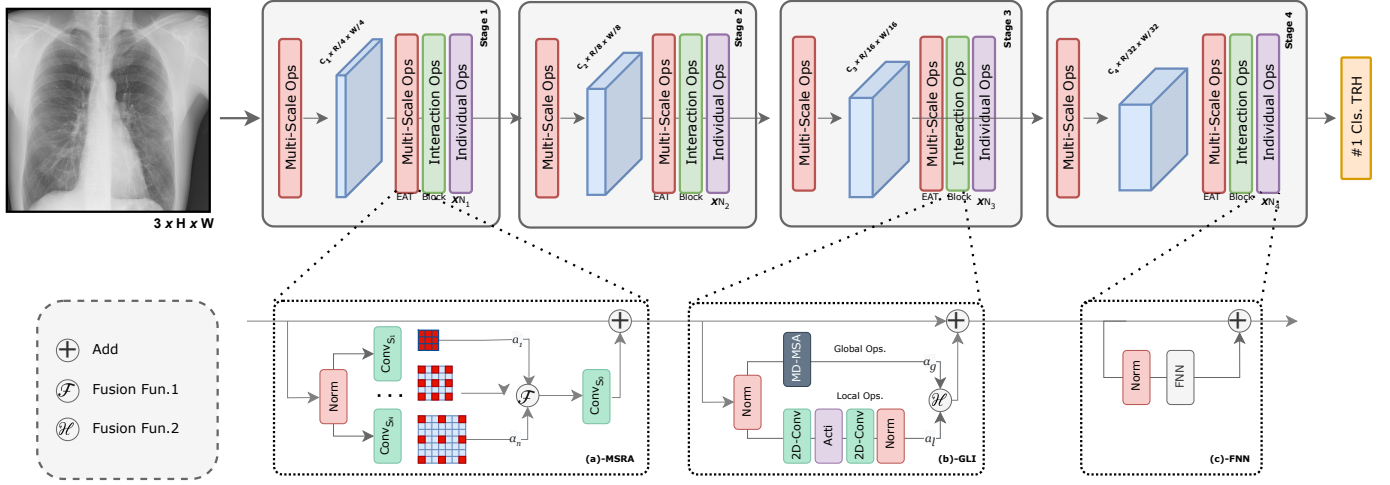 3 x H x W
Multi-Scale Ops
C1 x R/4 x W/4
Multi-Scale Ops
Interaction Ops
Individual Ops
Stage 1
EAT Block xN1
Multi-Scale Ops
C2 x R/8 x W/8
Multi-Scale Ops
Interaction Ops
Individual Ops
Stage 2
EAT Block xN2
Multi-Scale Ops
C3 x R/16 x W/16
Multi-Scale Ops
Interaction Ops
Individual Ops
Stage 3
EAT Block xN3
Multi-Scale Ops
C4 x R/32 x W/32
Multi-Scale Ops
Interaction Ops
Individual Ops
Stage 4
EAT Block xN4
#1 Cls. TRH
+ Add
ℱ Fusion Fun.1
ℋ Fusion Fun.2
Norm
ConvS1
...
ConvSN
a1
an
ℱ
ConvS0
+
(a)-MSRA
Norm
MD-MSA
Global Ops.
ag
Local Ops.
2D-Conv
Acti
2D-Conv
Norm
al
ℋ
+
(b)-GLI
Norm
FNN
+
(c)-FNN